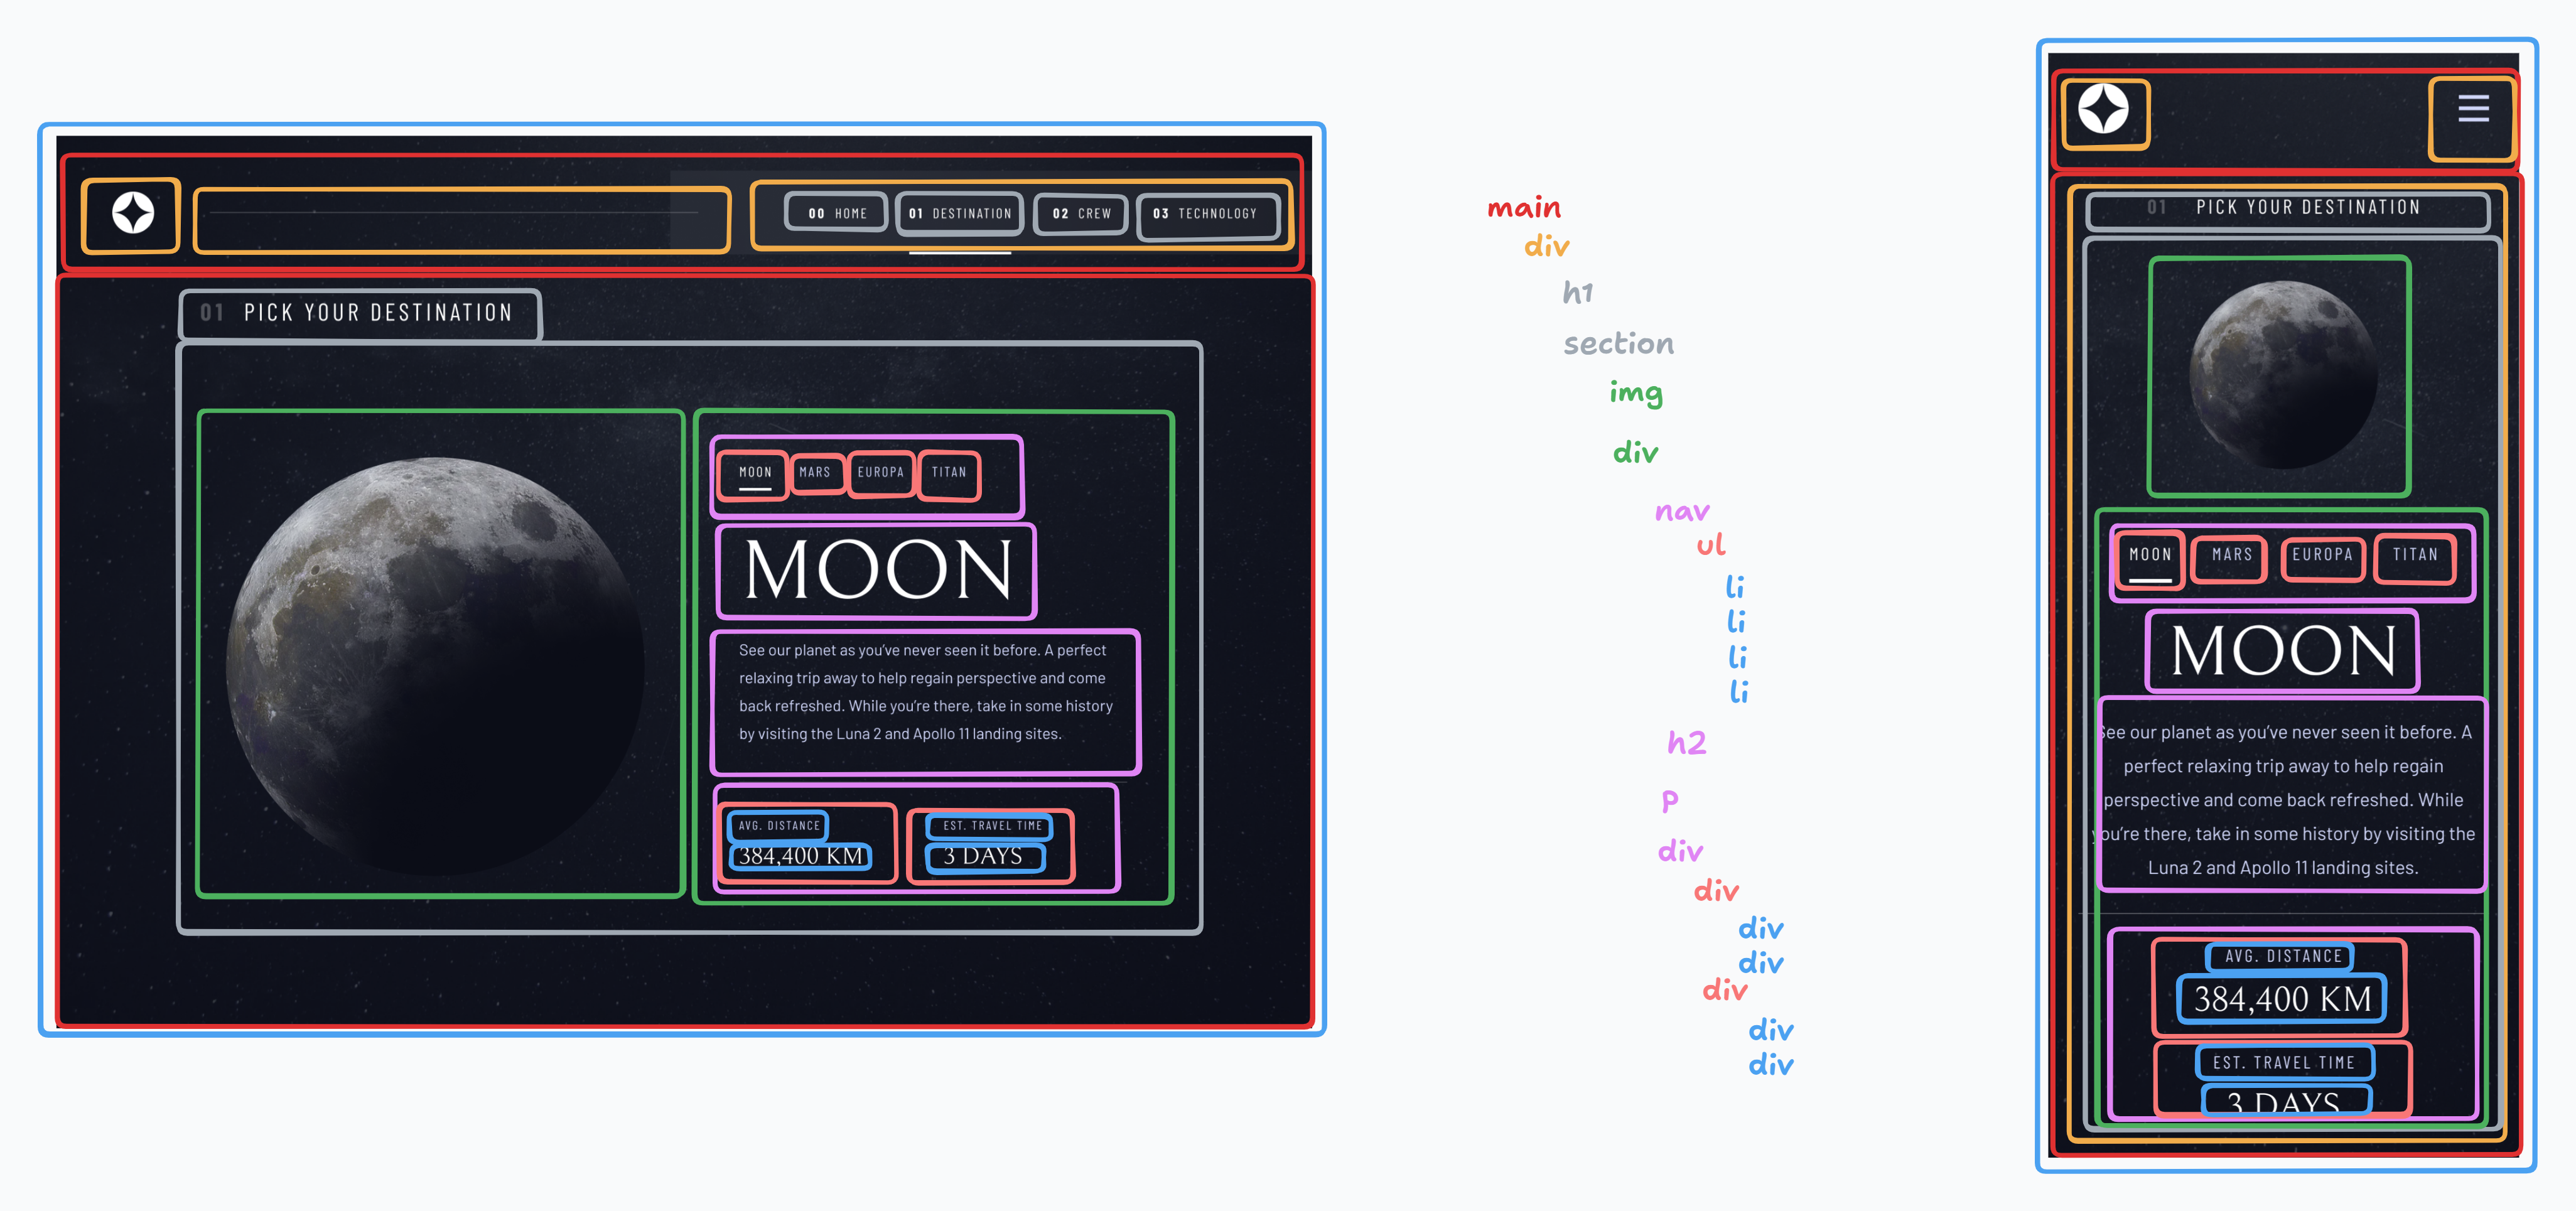 00 HOME
01 DESTINATION
02 CREW
03 TECHNOLOGY
01 PICK YOUR DESTINATION
MOON
MARS
EUROPA
TITAN
MOON
See our planet as you’ve never seen it before. A perfect
relaxing trip away to help regain perspective and come
back refreshed. While you’re there, take in some history
by visiting the Luna 2 and Apollo 11 landing sites.
AVG. DISTANCE
384,400 KM
EST. TRAVEL TIME
3 DAYS
main
div
h1
section
img
div
nav
ul
li
li
li
li
h2
p
div
div
div
div
div
div
div
01 PICK YOUR DESTINATION
MOON
MARS
EUROPA
TITAN
MOON
See our planet as you’ve never seen it before. A
perfect relaxing trip away to help regain
perspective and come back refreshed. While
you’re there, take in some history by visiting the
Luna 2 and Apollo 11 landing sites.
AVG. DISTANCE
384,400 KM
EST. TRAVEL TIME
3 DAYS